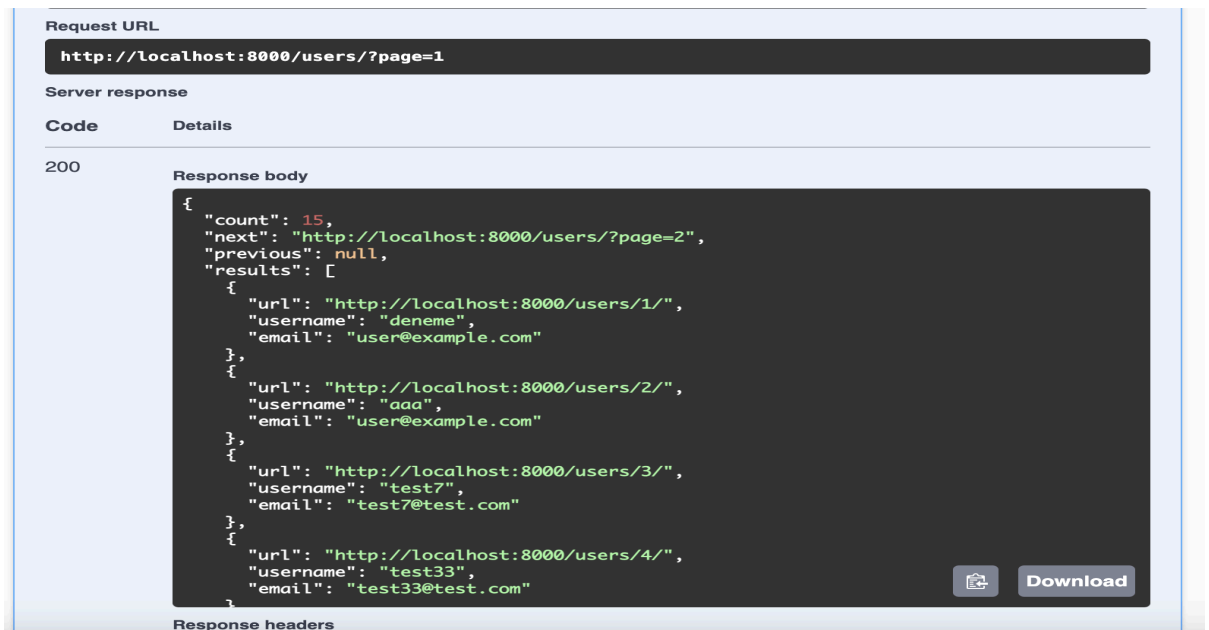 Request URL
http://localhost:8000/users/?page=1
Server response
Code Details
200
Response body
{
"count": 15,
"next": "http://localhost:8000/users/?page=2",
"previous": null,
"results": [
{
"url": "http://localhost:8000/users/1/",
"username": "deneme",
"email": "user@example.com"
},
{
"url": "http://localhost:8000/users/2/",
"username": "aaa",
"email": "user@example.com"
},
{
"url": "http://localhost:8000/users/3/",
"username": "test7",
"email": "test7@test.com"
},
{
"url": "http://localhost:8000/users/4/",
"username": "test33",
"email": "test33@test.com"
}
Download
Response headers